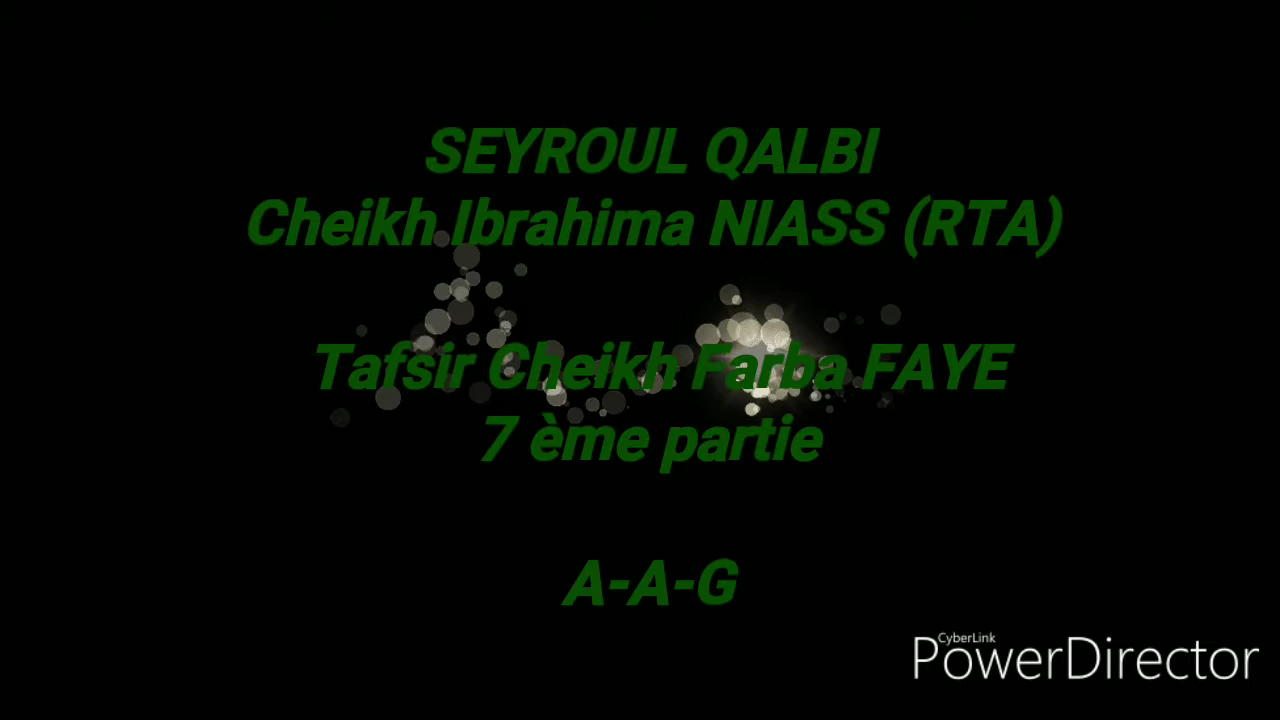 SEYROUL QALBI
Cheikh Ibrahima NIASS (RTA)
Tafsir Cheikh Farba FAYE
7 ème partie
A-A-G
CyberLink
PowerDirector